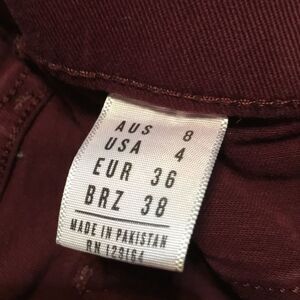 AUS 8
USA 4
EUR 36
BRZ 38
MADE IN PAKISTAN
RN 129164